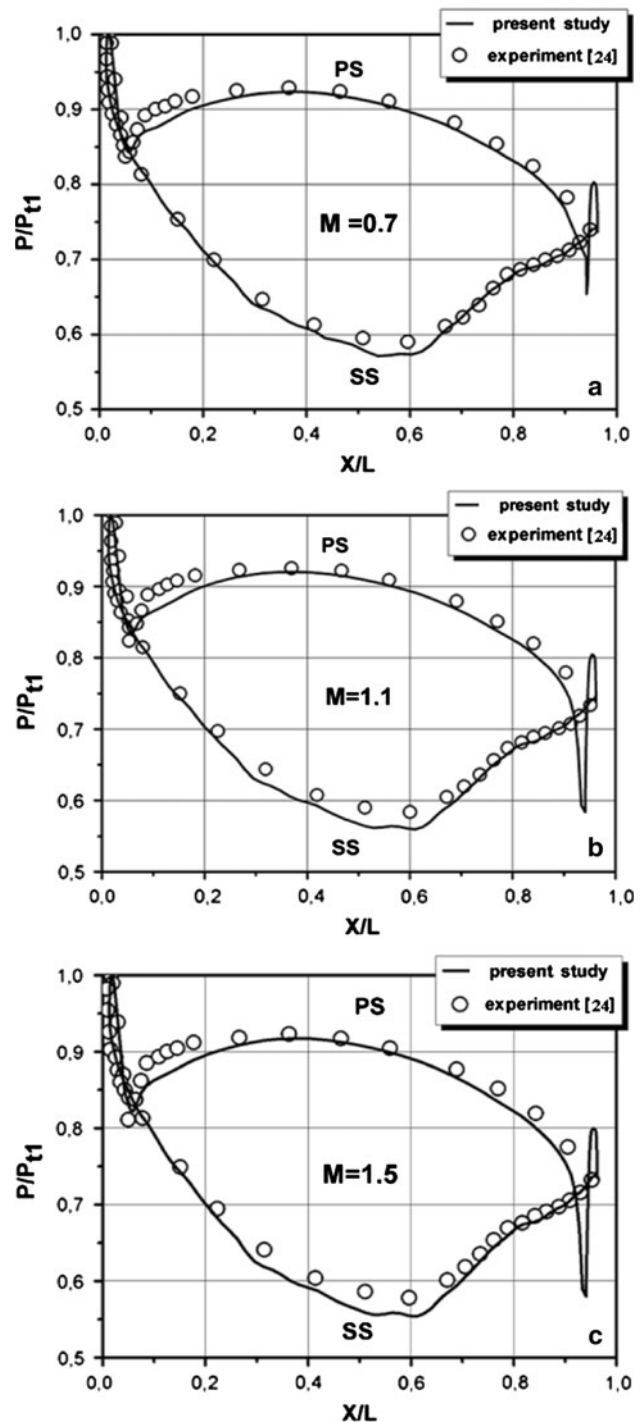 present study
experiment [24]
1,0
0,9
0,8
0,7
0,6
0,5
P/Pt1
PS
M =0.7
SS
a
0,0 0,2 0,4 0,6 0,8 1,0
X/L
present study
experiment [24]
1,0
0,9
0,8
0,7
0,6
0,5
P/Pt1
PS
M=1.1
SS
b
0,0 0,2 0,4 0,6 0,8 1,0
X/L
present study
experiment [24]
1,0
0,9
0,8
0,7
0,6
0,5
P/Pt1
PS
M=1.5
SS
c
0,0 0,2 0,4 0,6 0,8 1,0
X/L